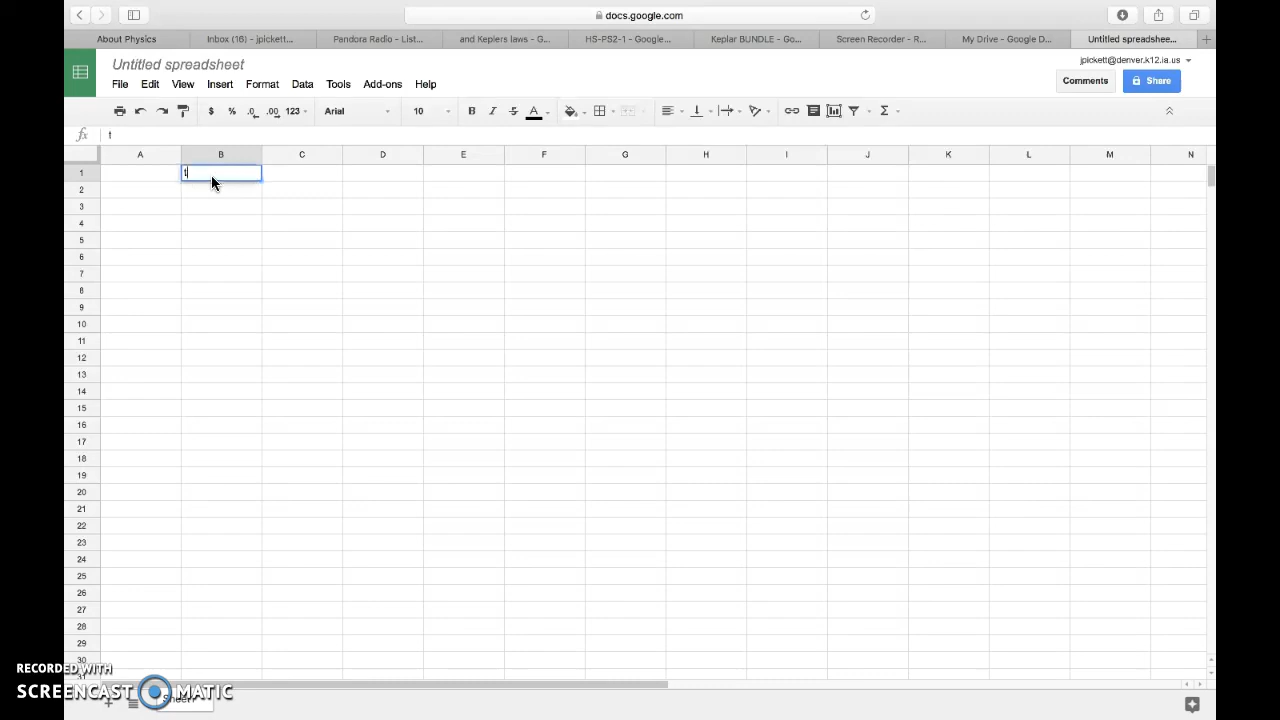 docs.google.com
About Physics
Inbox (16) – jpickett...
Pandora Radio - List...
and Keplers laws - G...
HS-PS2-1 - Google...
Keplar BUNDLE - Go...
Screen Recorder - R...
My Drive - Google D...
Untitled spreadshee...
Untitled spreadsheet
jpickett@denver.k12.ia.us
File Edit View Insert Format Data Tools Add-ons Help
Comments
Share
$ % .0 .00 123 Arial 10 B I S A Σ
fx t
A B C D E F G H I J K L M N
1 t
2
3
4
5
6
7
8
9
10
11
12
13
14
15
16
17
18
19
20
21
22
23
24
25
26
27
28
29
30
RECORDED WITH
SCREENCAST MATIC